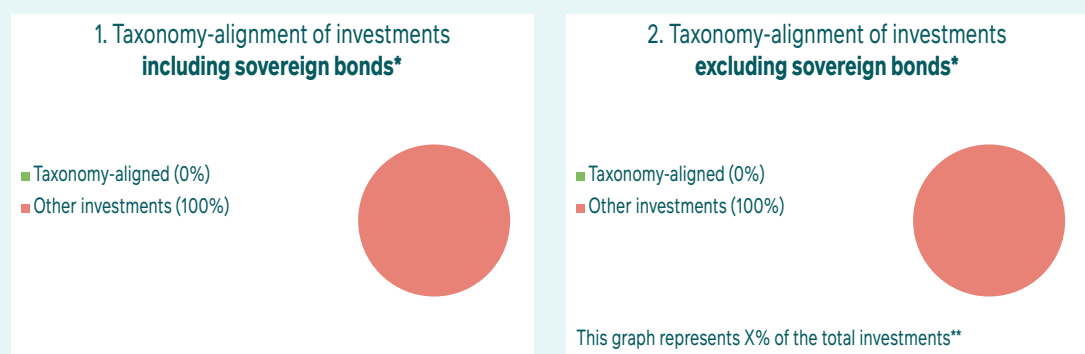 1. Taxonomy-alignment of investments
including sovereign bonds*
Taxonomy-aligned (0%)
Other investments (100%)
2. Taxonomy-alignment of investments
excluding sovereign bonds*
Taxonomy-aligned (0%)
Other investments (100%)
This graph represents X% of the total investments**